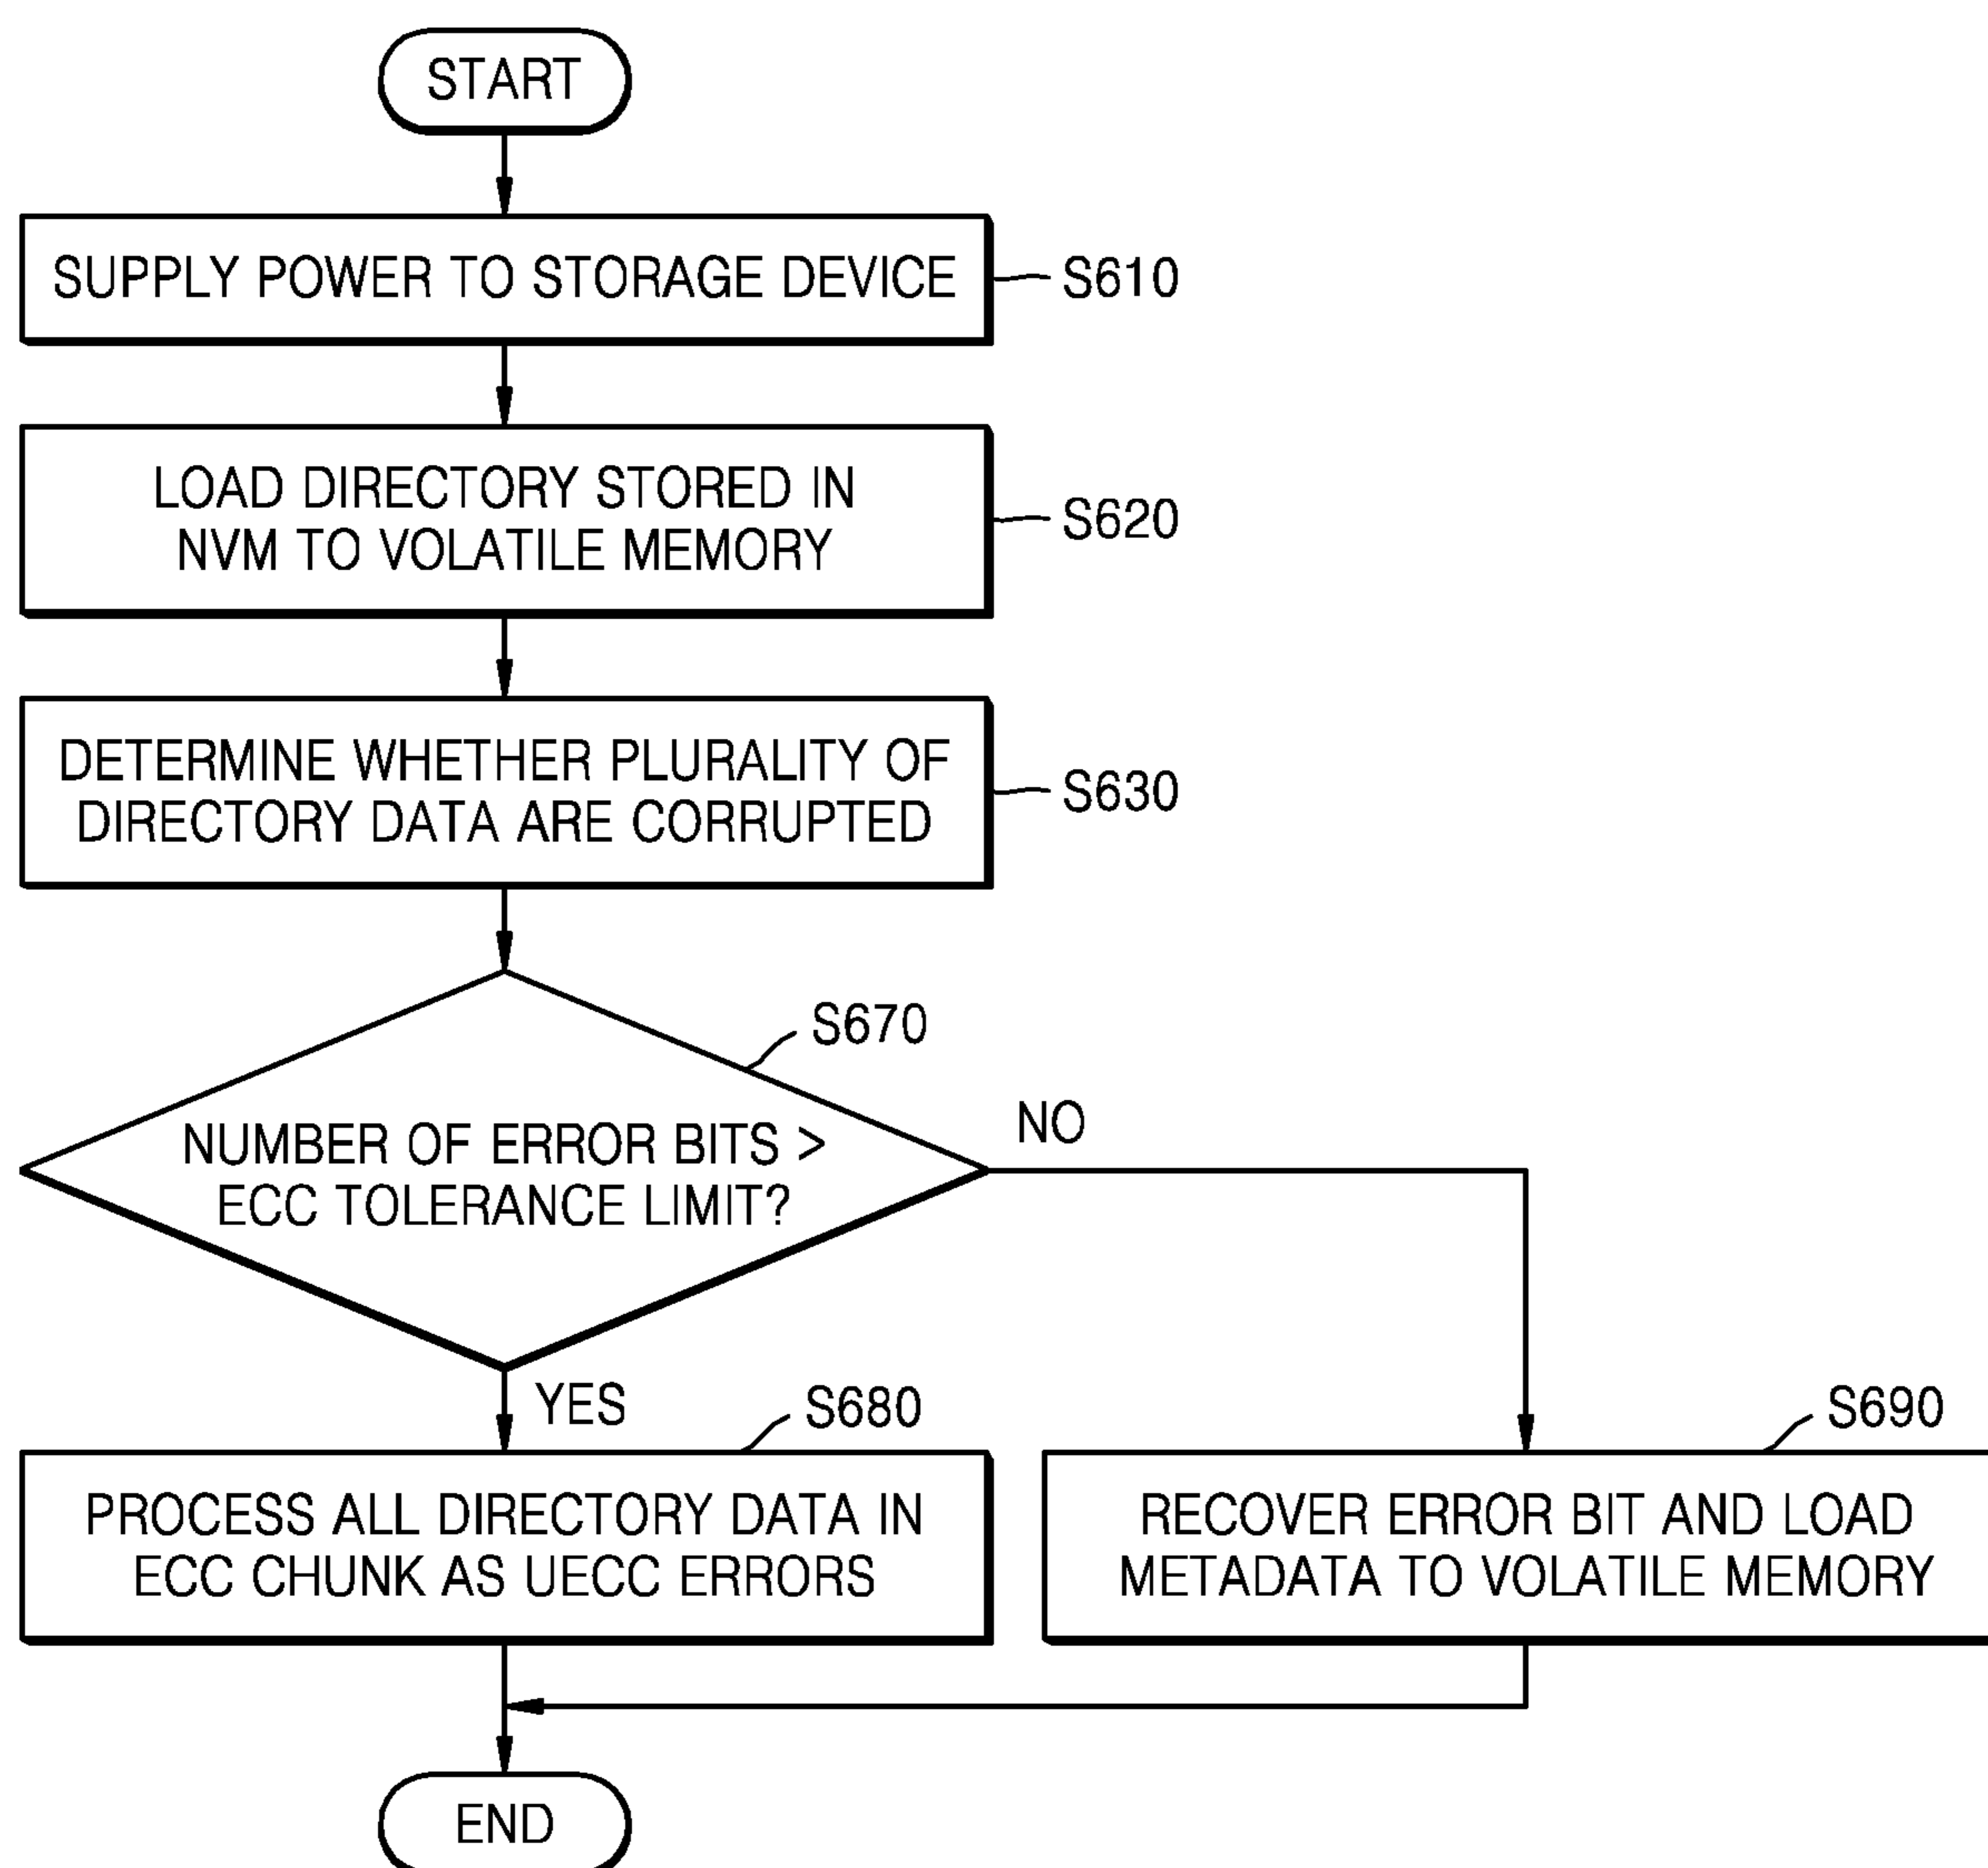 START
SUPPLY POWER TO STORAGE DEVICE
S610
LOAD DIRECTORY STORED IN
NVM TO VOLATILE MEMORY
S620
DETERMINE WHETHER PLURALITY OF
DIRECTORY DATA ARE CORRUPTED
S630
S670
NUMBER OF ERROR BITS >
ECC TOLERANCE LIMIT?
NO
YES
S680
PROCESS ALL DIRECTORY DATA IN
ECC CHUNK AS UECC ERRORS
S690
RECOVER ERROR BIT AND LOAD
METADATA TO VOLATILE MEMORY
END